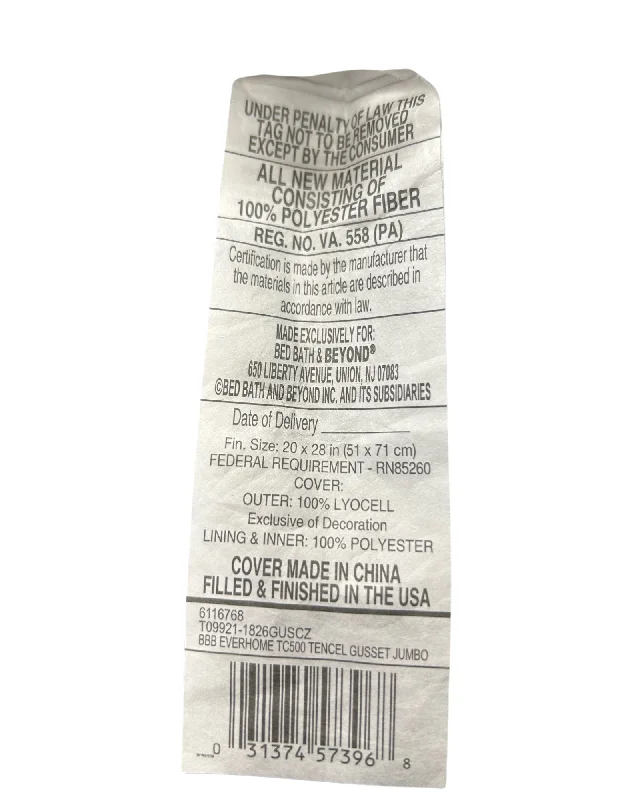 UNDER PENALTY OF LAW THIS
TAG NOT TO BE REMOVED
EXCEPT BY THE CONSUMER
ALL NEW MATERIAL
CONSISTING OF
100% POLYESTER FIBER
REG. NO. VA. 558 (PA)
Certification is made by the manufacturer that
the materials in this article are described in
accordance with law.
MADE EXCLUSIVELY FOR:
BED BATH & BEYOND®
650 LIBERTY AVENUE, UNION, NJ 07083
©BED BATH AND BEYOND INC. AND ITS SUBSIDIARIES
Date of Delivery
Fin. Size: 20 x 28 in (51 x 71 cm)
FEDERAL REQUIREMENT - RN85260
COVER:
OUTER: 100% LYOCELL
Exclusive of Decoration
LINING & INNER: 100% POLYESTER
COVER MADE IN CHINA
FILLED & FINISHED IN THE USA
6116768
T09921-1826GUSCZ
BBB EVERHOME TC500 TENCEL GUSSET JUMBO
0 31374 57396 8